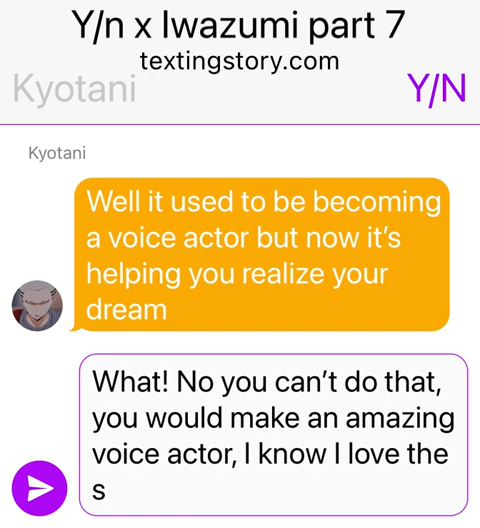 Y/n x Iwazumi part 7
textingstory.com
Kyotani Y/N
Kyotani
Well it used to be becoming
a voice actor but now it’s
helping you realize your
dream
What! No you can’t do that,
you would make an amazing
voice actor, I know I love the
s